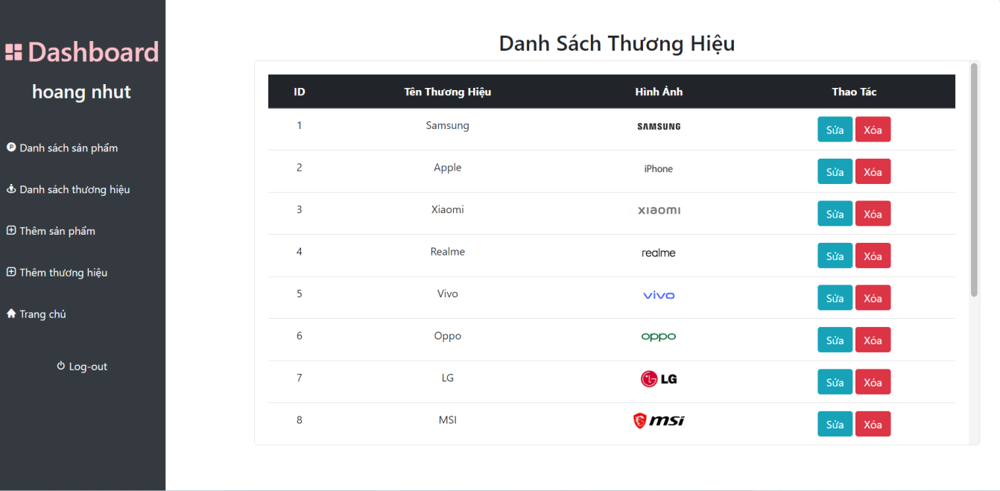 Dashboard
hoang nhut
Danh sách sản phẩm
Danh sách thương hiệu
Thêm sản phẩm
Thêm thương hiệu
Trang chủ
Log-out
Danh Sách Thương Hiệu
ID Tên Thương Hiệu Hình Ảnh Thao Tác
1 Samsung SAMSUNG Sửa Xóa
2 Apple iPhone Sửa Xóa
3 Xiaomi xıaomı Sửa Xóa
4 Realme realme Sửa Xóa
5 Vivo vivo Sửa Xóa
6 Oppo oppo Sửa Xóa
7 LG LG Sửa Xóa
8 MSI msi Sửa Xóa